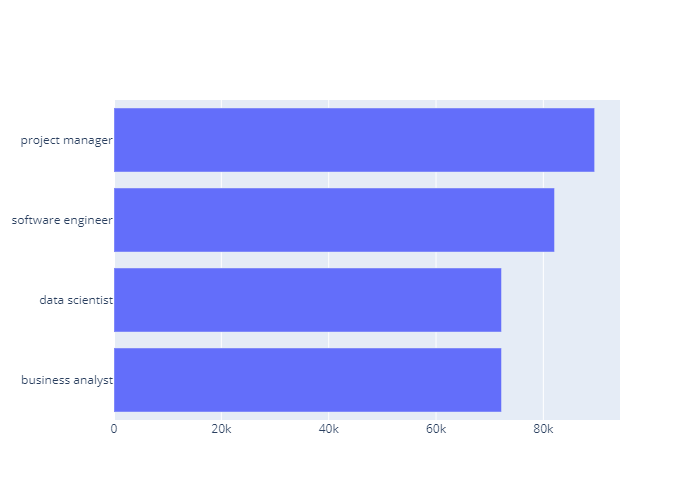 project manager
software engineer
data scientist
business analyst
0 20k 40k 60k 80k